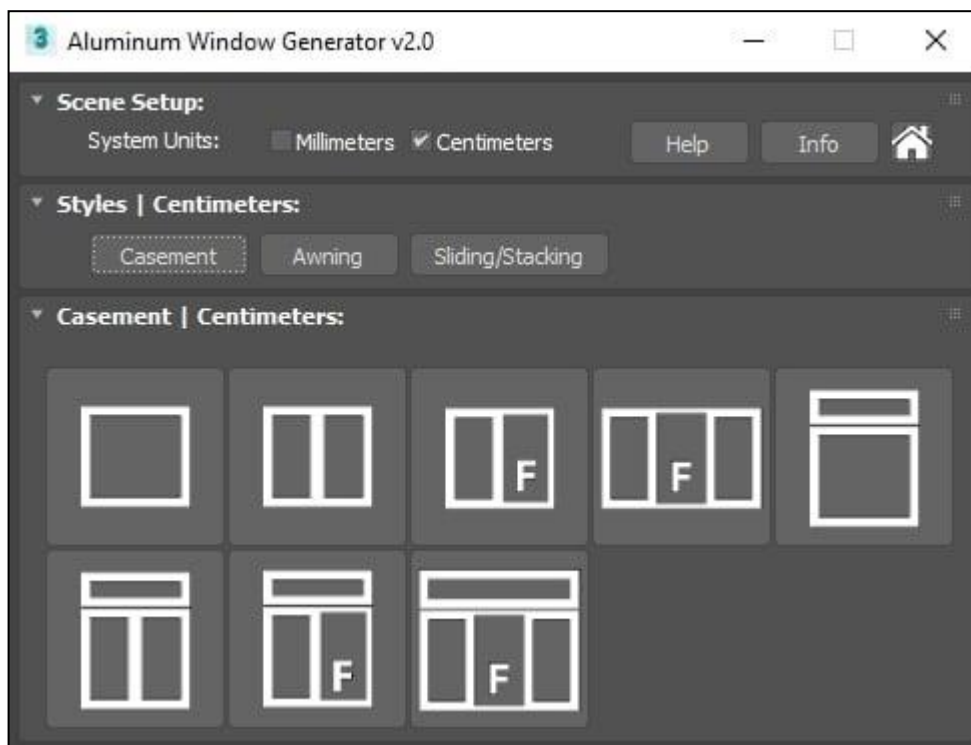 3 Aluminum Window Generator v2.0
Scene Setup:
System Units: Millimeters Centimeters Help Info
Styles | Centimeters:
Casement Awning Sliding/Stacking
Casement | Centimeters:
F F
F F